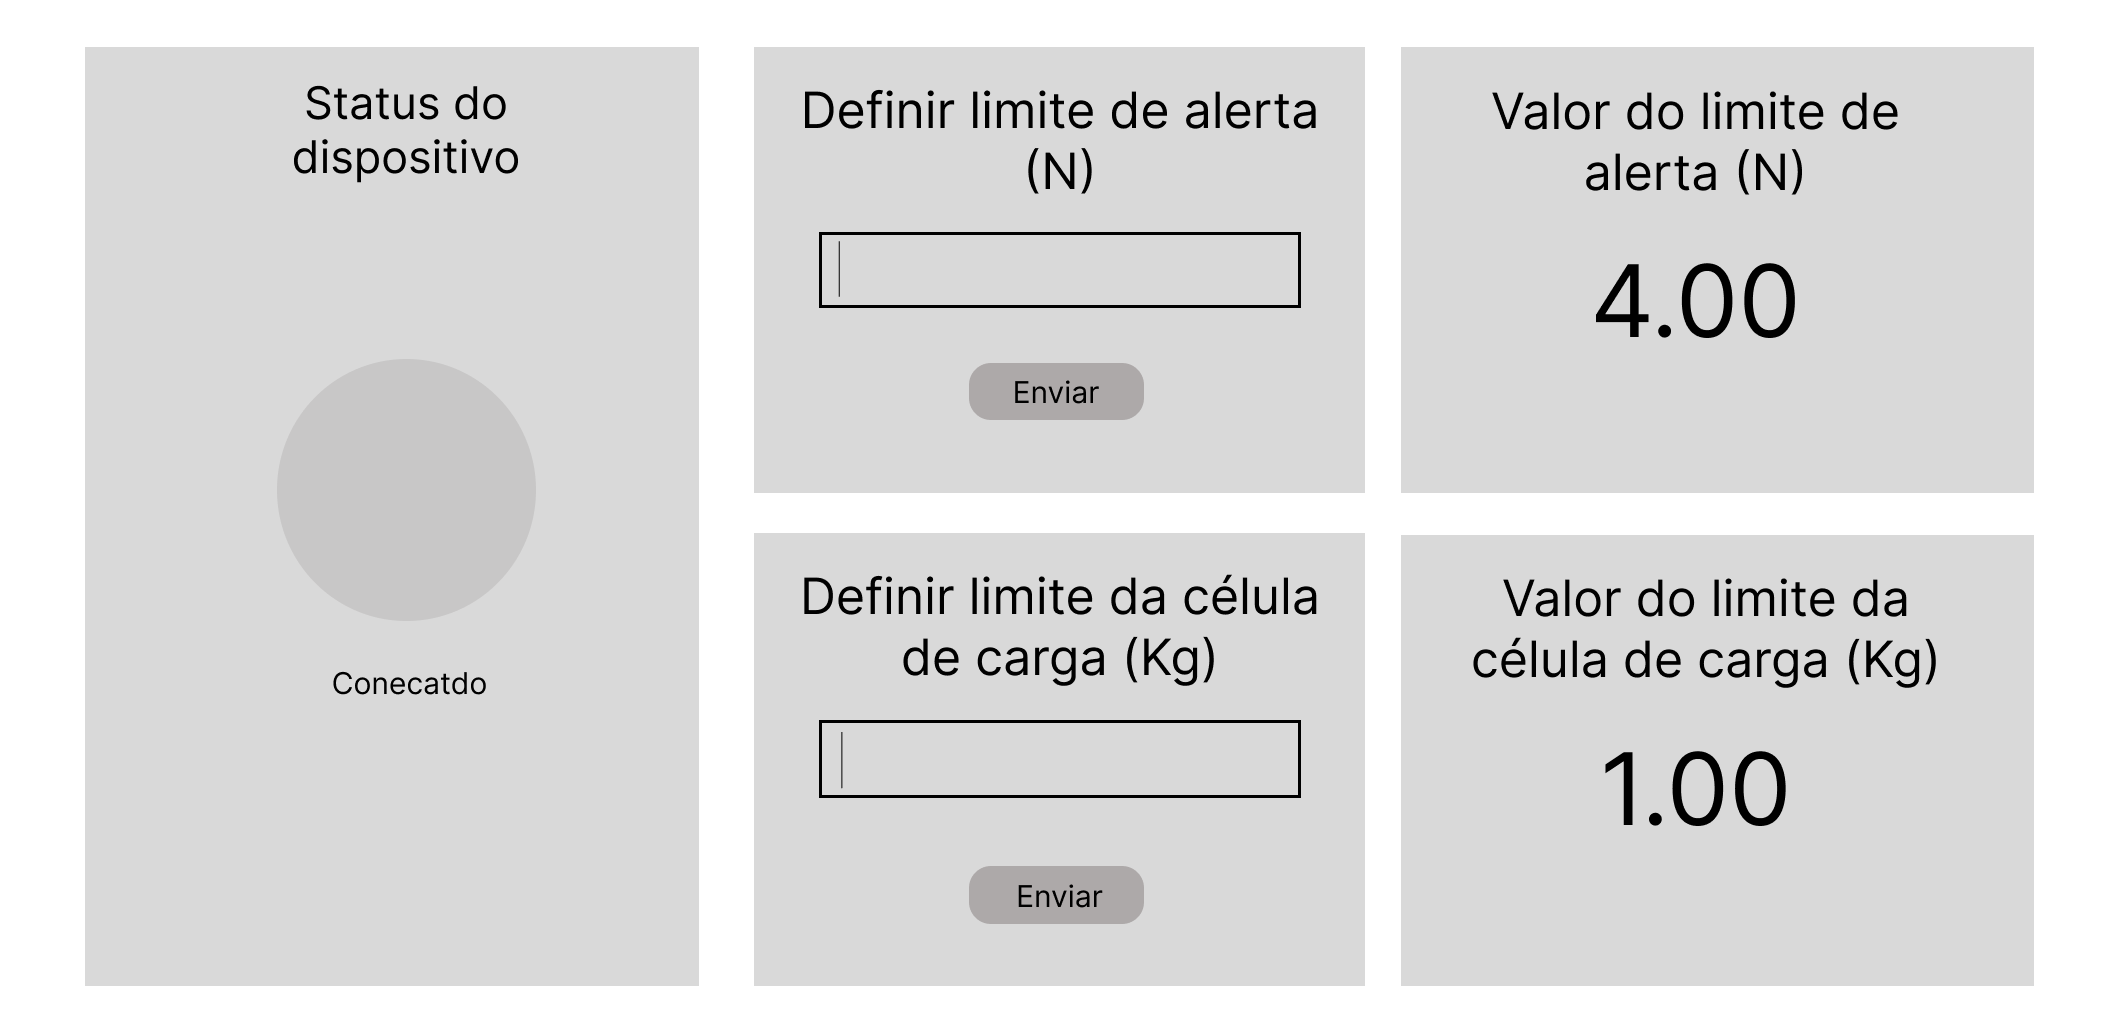 Status do
dispositivo
Conecatdo
Definir limite de alerta
(N)
Enviar
Valor do limite de
alerta (N)
4.00
Definir limite da célula
de carga (Kg)
Enviar
Valor do limite da
célula de carga (Kg)
1.00